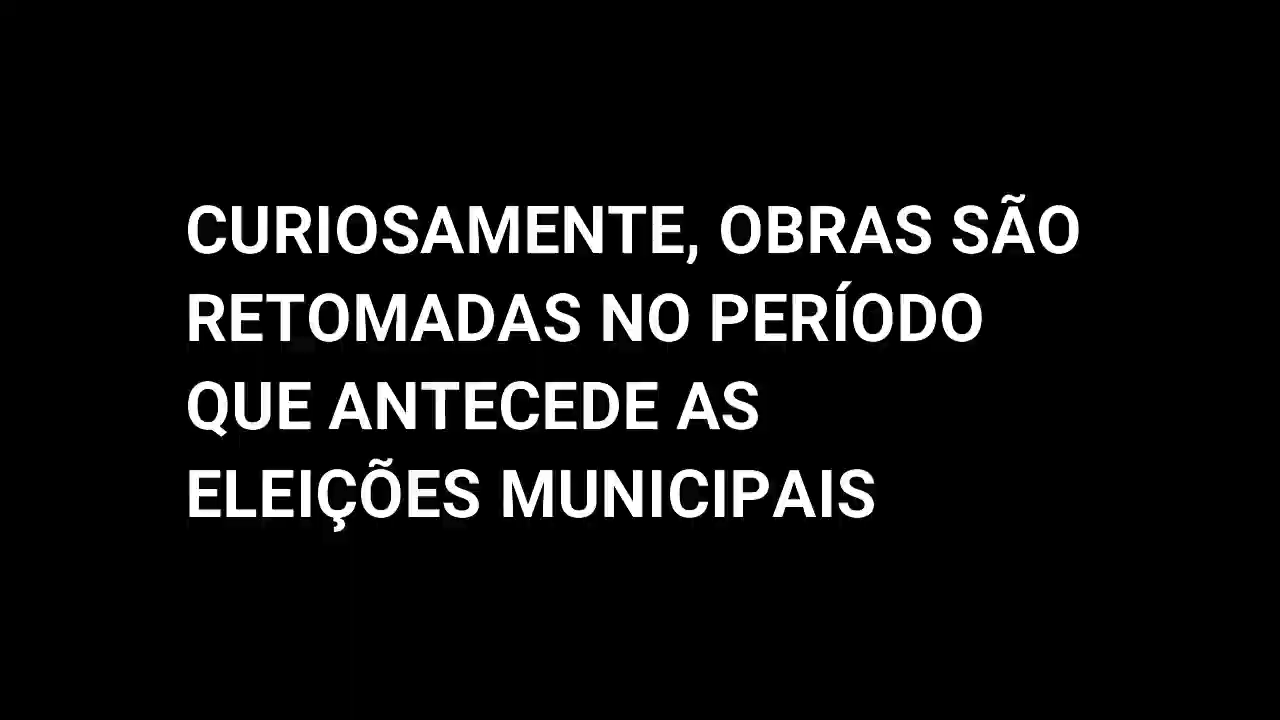 CURIOSAMENTE, OBRAS SÃO
RETOMADAS NO PERÍODO
QUE ANTECEDE AS
ELEIÇÕES MUNICIPAIS